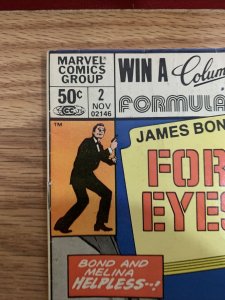 MARVEL
COMICS
GROUP
WIN A Colum
50¢ 2
NOV
02146
FORMULA
CC
TM
JAMES BON
FOR
EYES
BOND AND
MELINA
HELPLESS--!